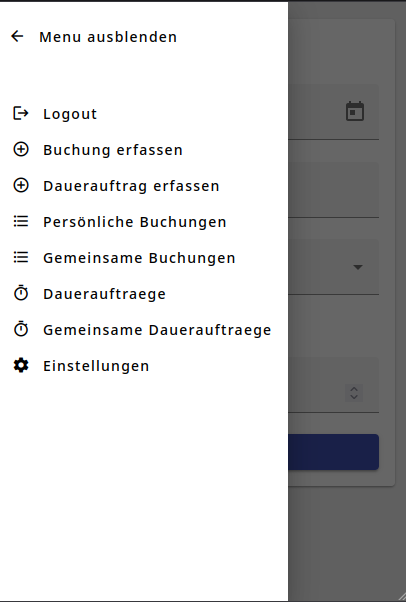 Menu ausblenden
Logout
Buchung erfassen
Dauerauftrag erfassen
Persönliche Buchungen
Gemeinsame Buchungen
Dauerauftraege
Gemeinsame Dauerauftraege
Einstellungen